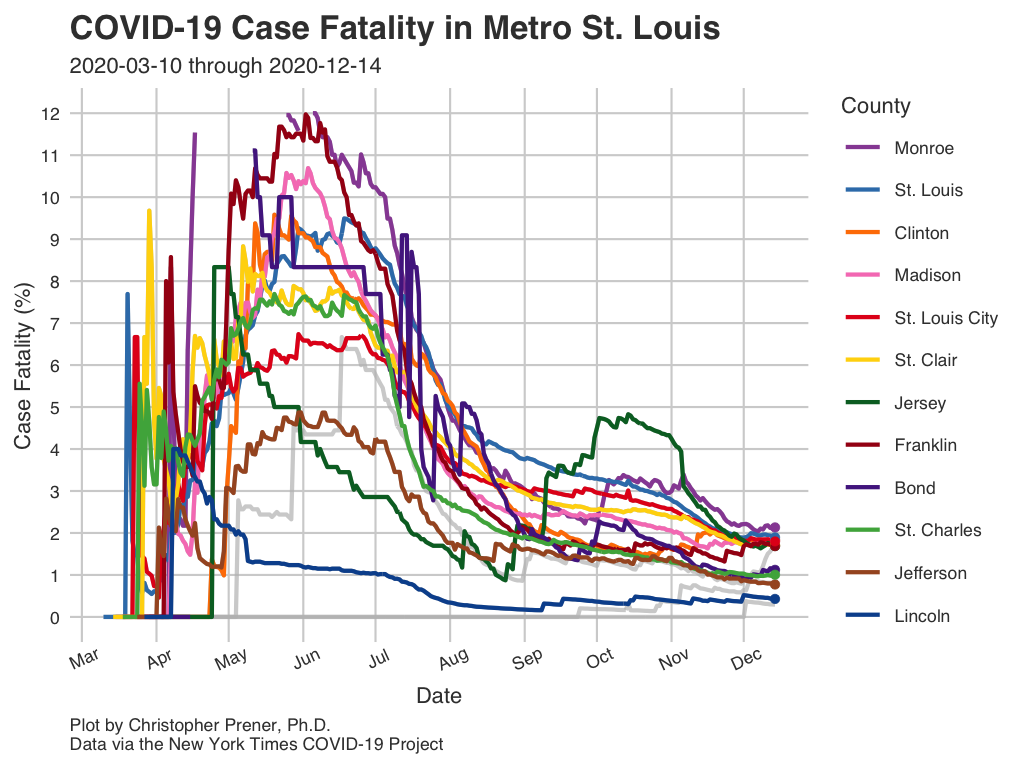 COVID-19 Case Fatality in Metro St. Louis
2020-03-10 through 2020-12-14
Case Fatality (%)
12
11
10
9
8
7
6
5
4
3
2
1
0
Mar Apr May Jun Jul Aug Sep Oct Nov Dec
Date
County
Monroe
St. Louis
Clinton
Madison
St. Louis City
St. Clair
Jersey
Franklin
Bond
St. Charles
Jefferson
Lincoln
Plot by Christopher Prener, Ph.D.
Data via the New York Times COVID-19 Project